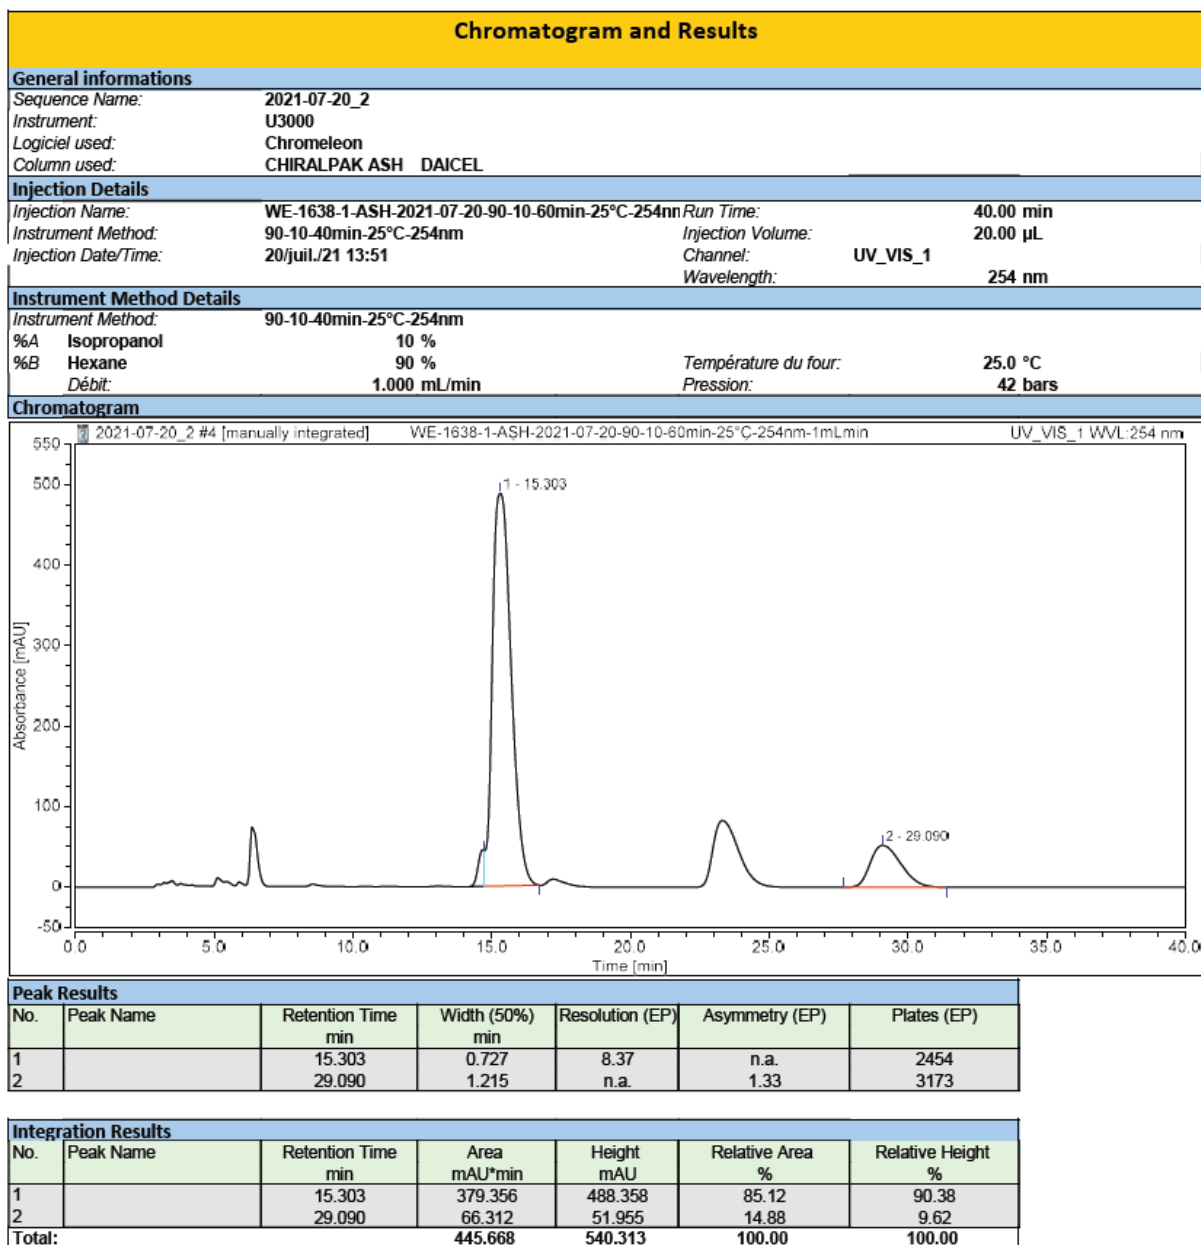 Chromatogram and Results
General informations
Sequence Name: 2021-07-20_2
Instrument: U3000
Logiciel used: Chromeleon
Column used: CHIRALPAK ASH DAICEL
Injection Details
Injection Name: WE-1638-1-ASH-2021-07-20-90-10-60min-25°C-254nm Run Time: 40.00 min
Instrument Method: 90-10-40min-25°C-254nm Injection Volume: 20.00 µL
Injection Date/Time: 20/juil./21 13:51 Channel: UV_VIS_1
Wavelength: 254 nm
Instrument Method Details
Instrument Method: 90-10-40min-25°C-254nm
%A Isopropanol 10 %
%B Hexane 90 % Température du four: 25.0 °C
Débit: 1.000 mL/min Pression: 42 bars
Chromatogram
2021-07-20_2 #4 [manually integrated] WE-1638-1-ASH-2021-07-20-90-10-60min-25°C-254nm-1mLmin UV_VIS_1 WVL:254 nm
550
500
400
300
200
100
0
-50
Absorbance [mAU]
1 - 15.303
2 - 29.090
0.0 5.0 10.0 15.0 20.0 25.0 30.0 35.0 40.0
Time [min]
Peak Results
No. Peak Name Retention Time Width (50%) Resolution (EP) Asymmetry (EP) Plates (EP)
min min
1 15.303 0.727 8.37 n.a. 2454
2 29.090 1.215 n.a. 1.33 3173
Integration Results
No. Peak Name Retention Time Area Height Relative Area Relative Height
min mAU*min mAU % %
1 15.303 379.356 488.358 85.12 90.38
2 29.090 66.312 51.955 14.88 9.62
Total: 445.668 540.313 100.00 100.00